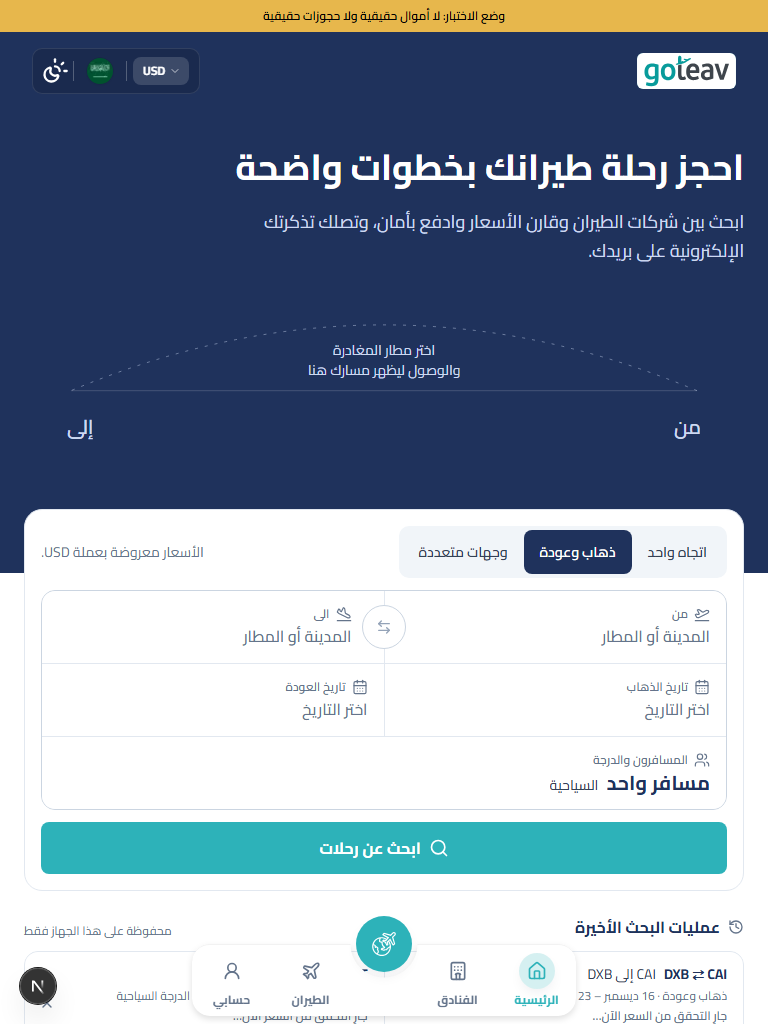 وضع الاختبار: لا أموال حقيقية ولا حجوزات حقيقية
goteav
USD
احجز رحلة طيرانك بخطوات واضحة
ابحث بين شركات الطيران وقارن الأسعار وادفع بأمان، وتصلك تذكرتك
الإلكترونية على بريدك.
اختر مطار المغادرة
والوصول ليظهر مسارك هنا
من
إلى
اتجاه واحد
ذهاب وعودة
وجهات متعددة
الأسعار معروضة بعملة USD.
من
المدينة أو المطار
الى
المدينة أو المطار
تاريخ الذهاب
اختر التاريخ
تاريخ العودة
اختر التاريخ
المسافرون والدرجة
مسافر واحد السياحية
ابحث عن رحلات
عمليات البحث الأخيرة
محفوظة على هذا الجهاز فقط
DXB ⇄ CAI CAI إلى DXB
ذهاب وعودة · 16 ديسمبر – 23
جارٍ التحقق من السعر الآن...
الدرجة السياحية
جارٍ التحقق من السعر الآن...
الرئيسية
الفنادق
الطيران
حسابي
N